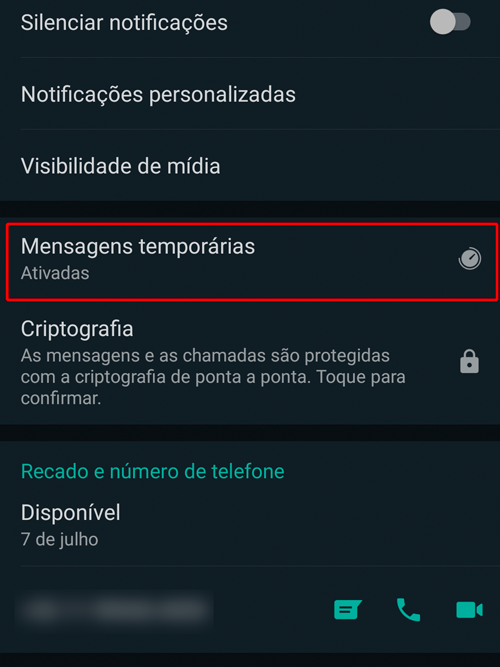 Silenciar notificações
Notificações personalizadas
Visibilidade de mídia
Mensagens temporárias
Ativadas
Criptografia
As mensagens e as chamadas são protegidas
com a criptografia de ponta a ponta. Toque para
confirmar.
Recado e número de telefone
Disponível
7 de julho